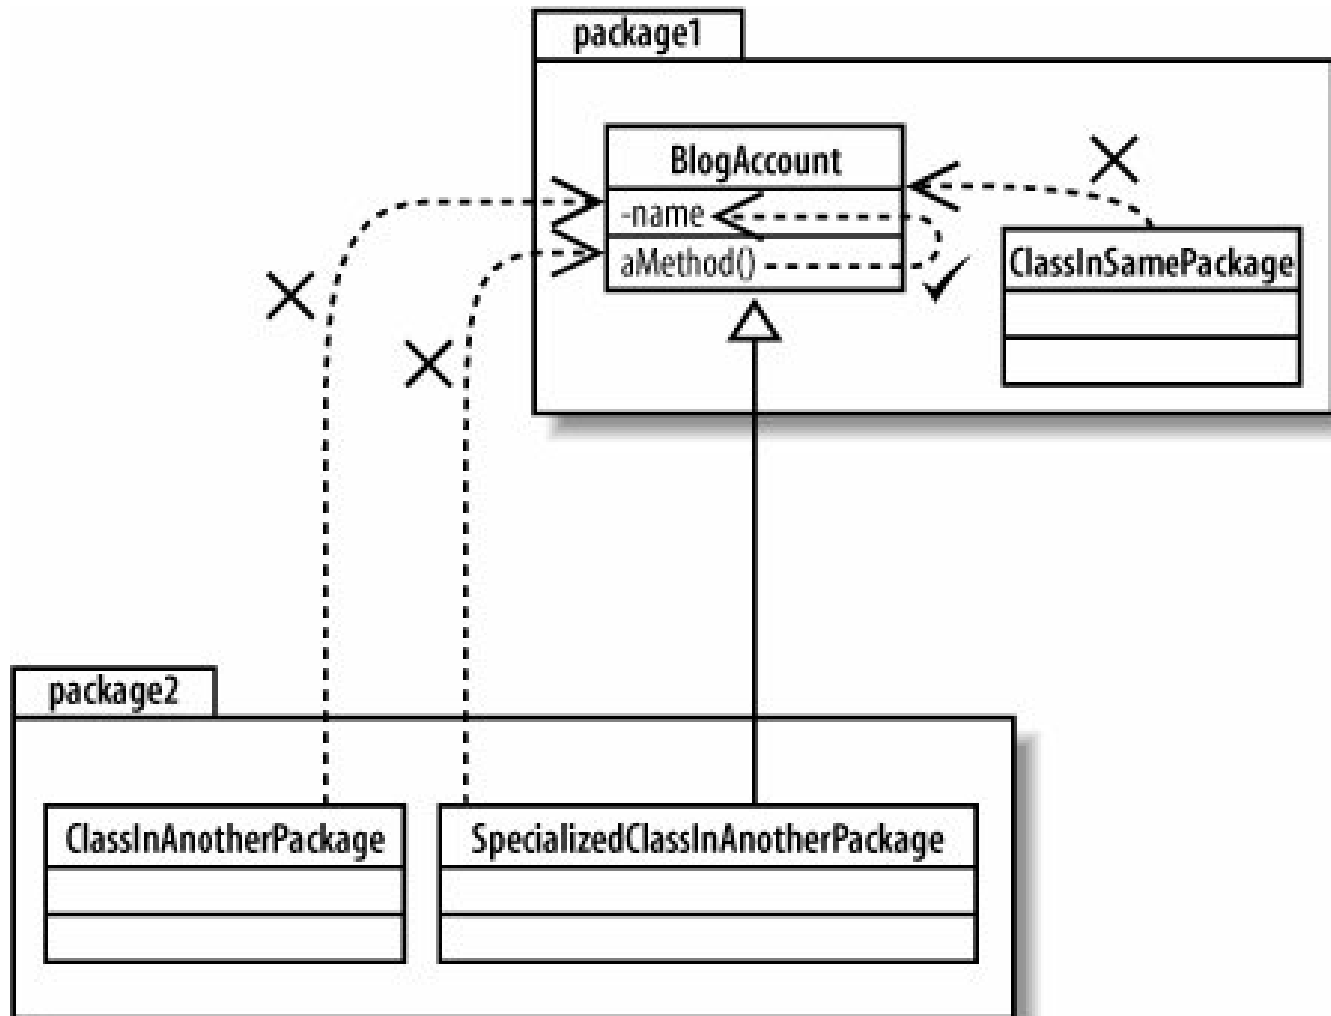 package1
BlogAccount
-name
aMethod()
ClassInSamePackage
package2
ClassInAnotherPackage
SpecializedClassInAnotherPackage